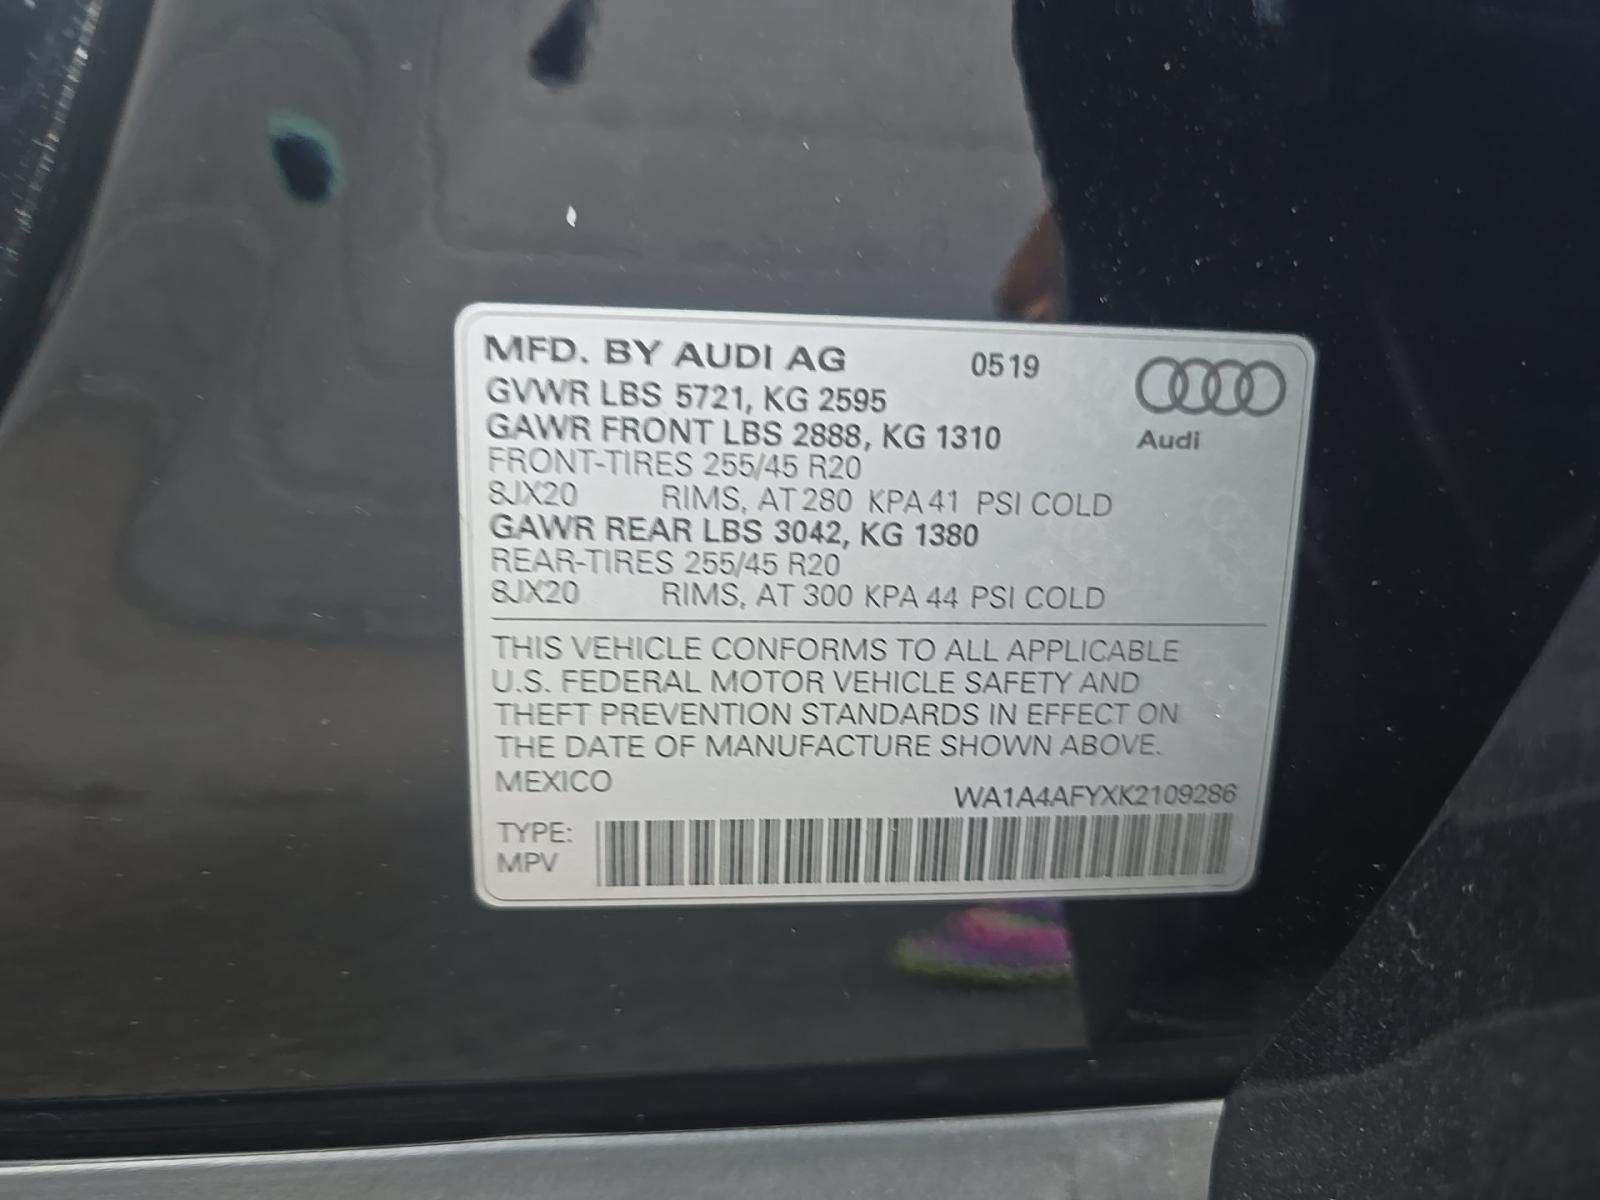 MFD. BY AUDI AG 0519
GVWR LBS 5721, KG 2595
GAWR FRONT LBS 2888, KG 1310
Audi
FRONT-TIRES 255/45 R20
8JX20 RIMS, AT 280 KPA 41 PSI COLD
GAWR REAR LBS 3042, KG 1380
REAR-TIRES 255/45 R20
8JX20 RIMS, AT 300 KPA 44 PSI COLD
THIS VEHICLE CONFORMS TO ALL APPLICABLE
U.S. FEDERAL MOTOR VEHICLE SAFETY AND
THEFT PREVENTION STANDARDS IN EFFECT ON
THE DATE OF MANUFACTURE SHOWN ABOVE.
MEXICO
WA1A4AFYXK2109286
TYPE:
MPV